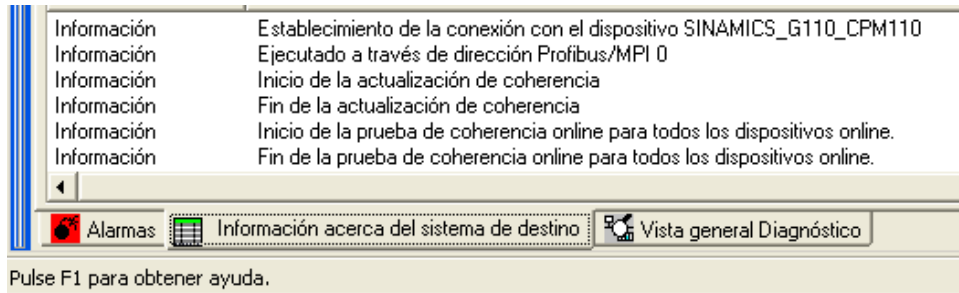 Información Establecimiento de la conexión con el dispositivo SINAMICS_G110_CPM110
Información Ejecutado a través de dirección Profibus/MPI 0
Información Inicio de la actualización de coherencia
Información Fin de la actualización de coherencia
Información Inicio de la prueba de coherencia online para todos los dispositivos online.
Información Fin de la prueba de coherencia online para todos los dispositivos online.
Alarmas Información acerca del sistema de destino Vista general Diagnóstico
Pulse F1 para obtener ayuda.